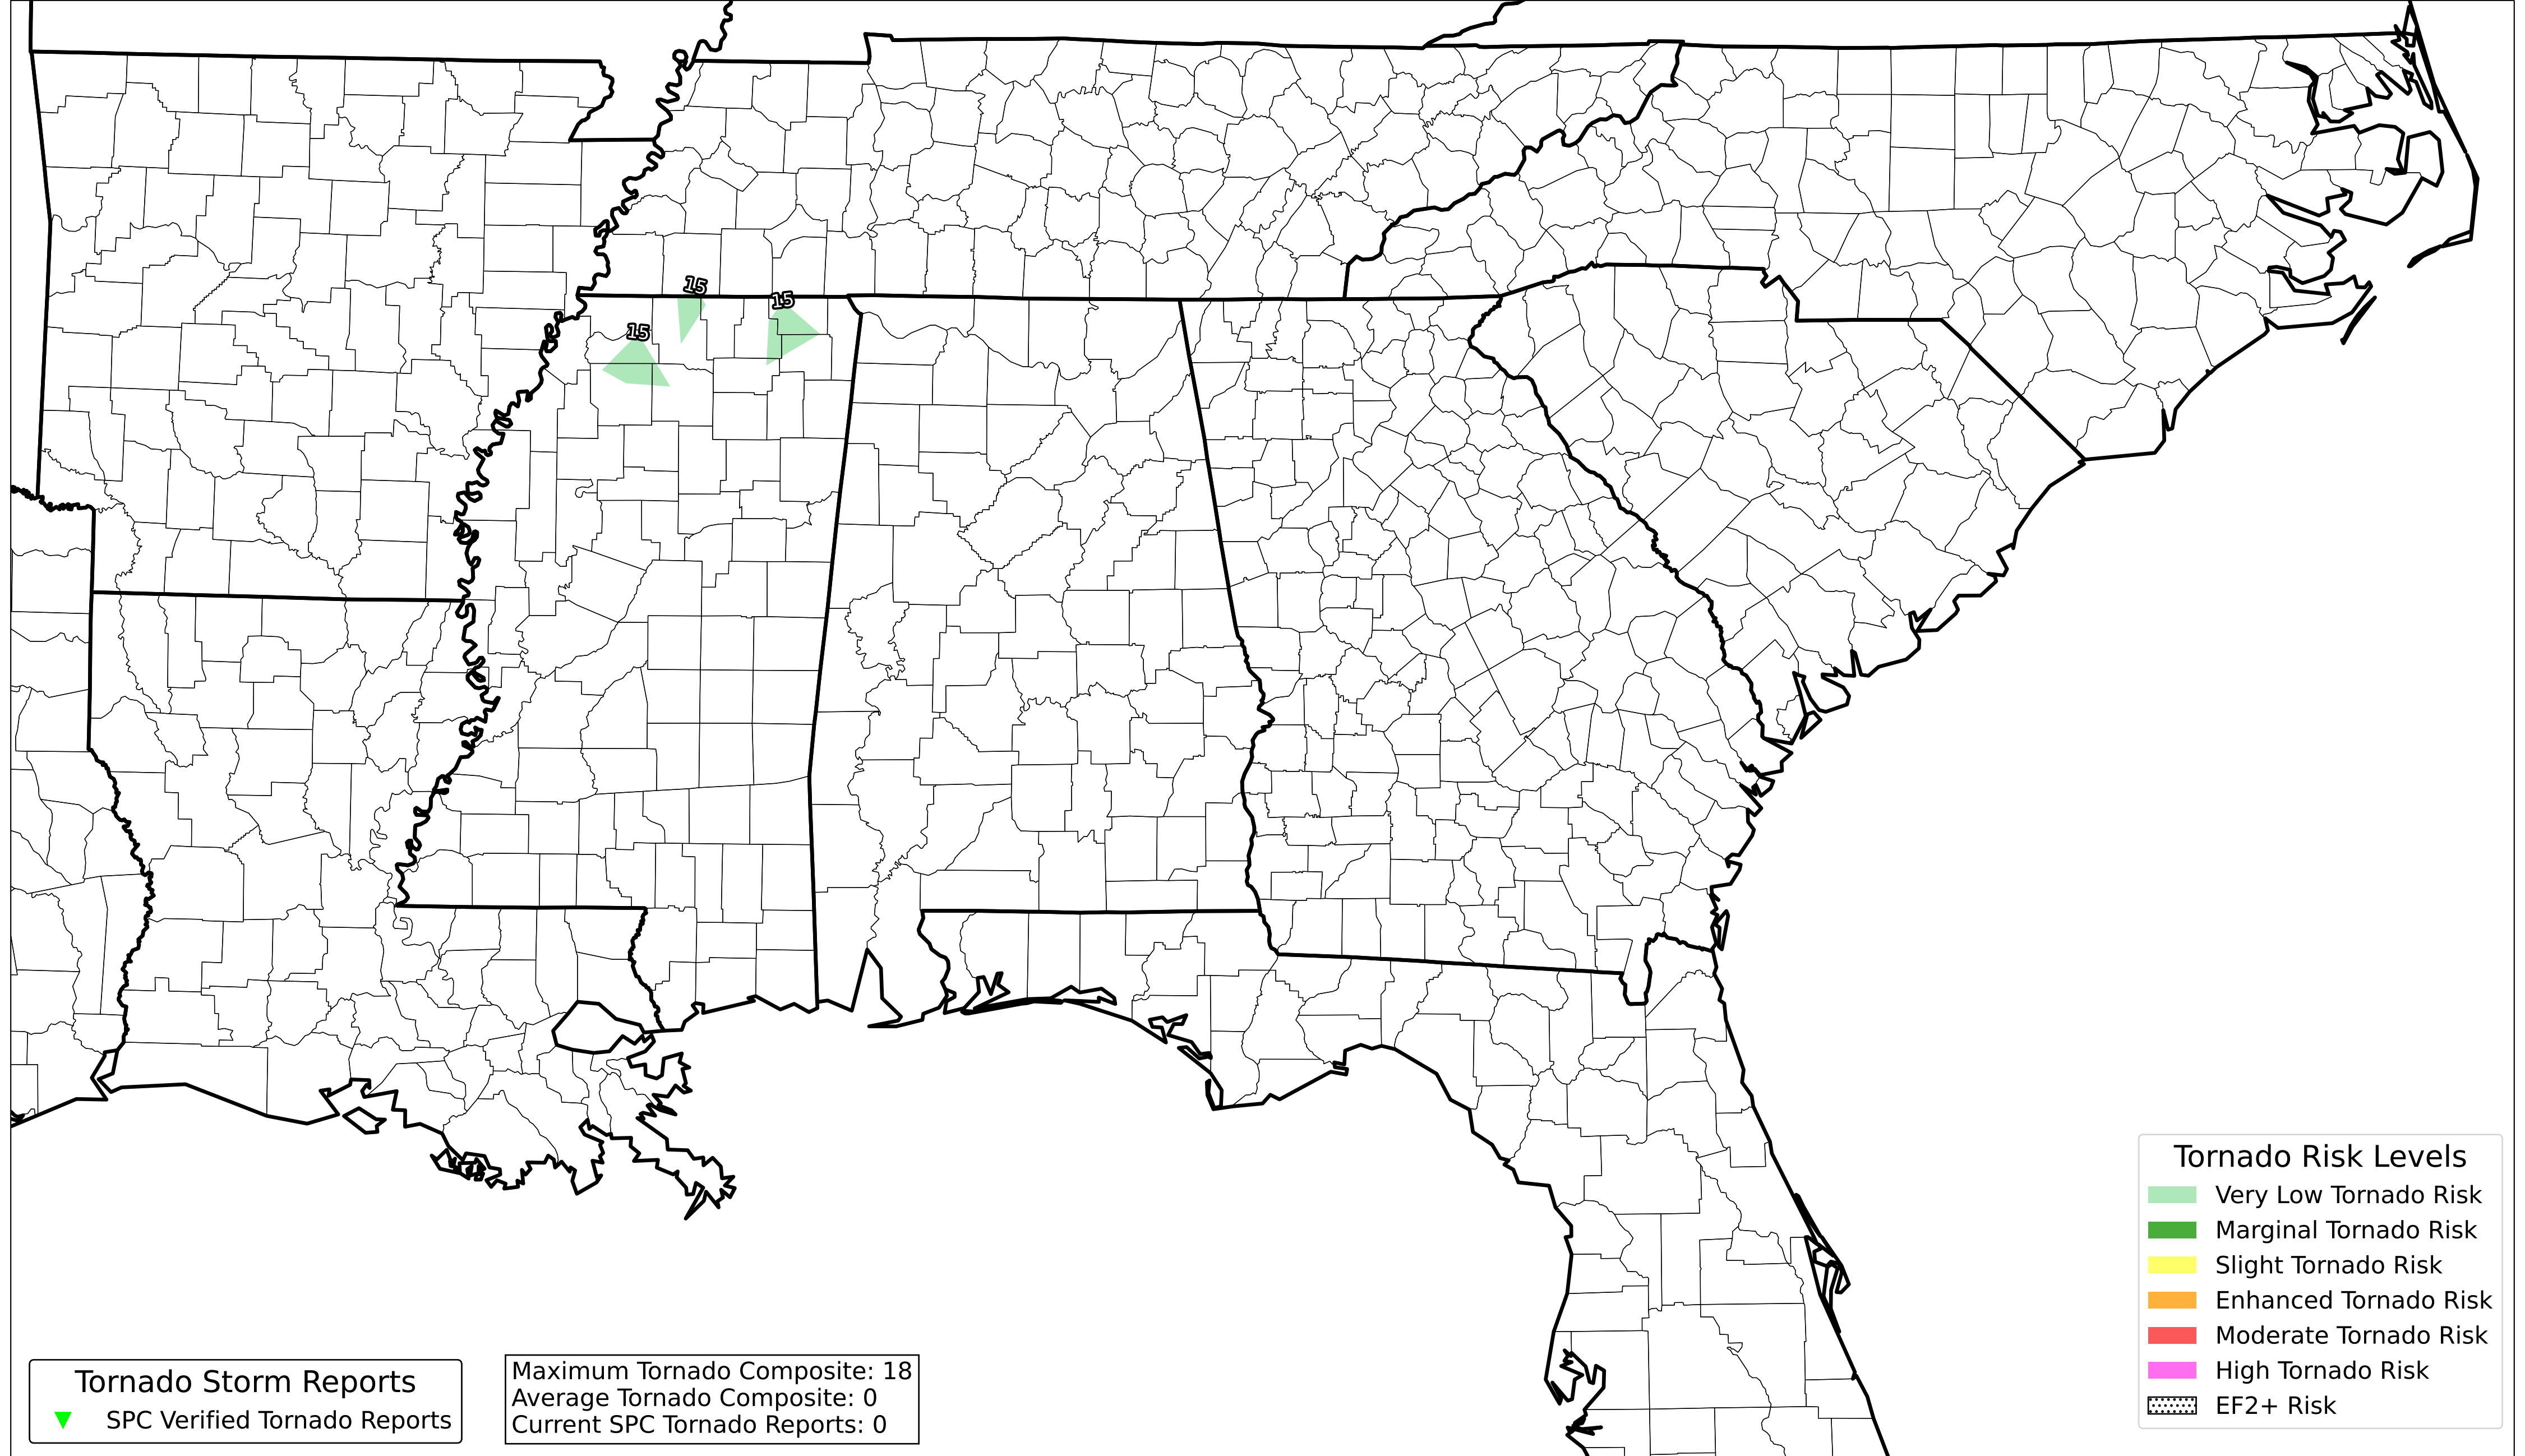 15
15
15
Tornado Risk Levels
Very Low Tornado Risk
Marginal Tornado Risk
Slight Tornado Risk
Enhanced Tornado Risk
Moderate Tornado Risk
High Tornado Risk
EF2+ Risk
Tornado Storm Reports
SPC Verified Tornado Reports
Maximum Tornado Composite: 18
Average Tornado Composite: 0
Current SPC Tornado Reports: 0